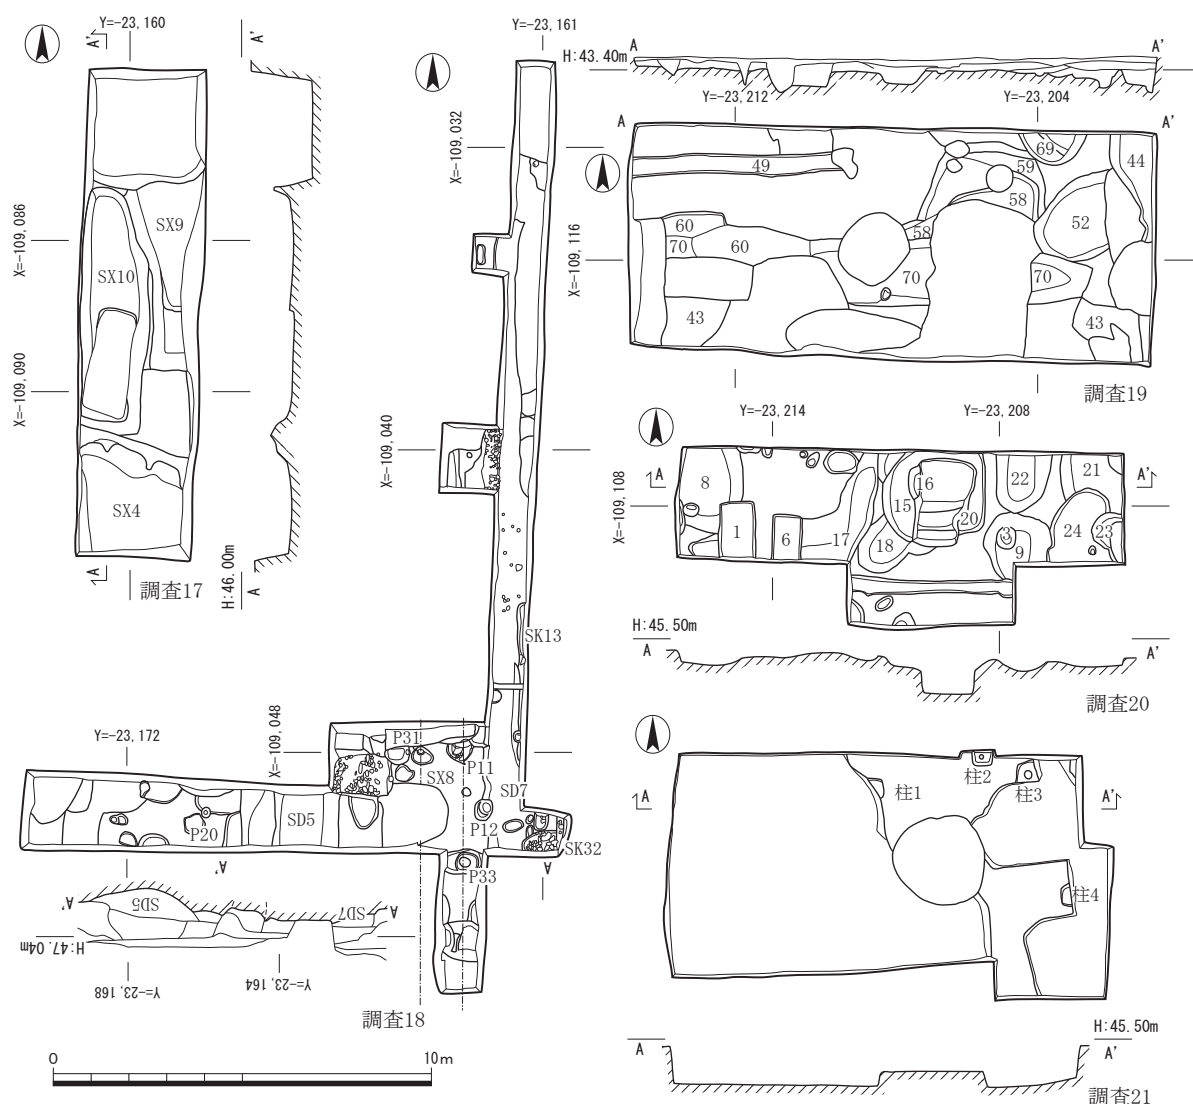 Y=-23,160
A'
A'
X=-109,086
X=-109,090
SX9
SX10
SX4
A
調査17
H:46.00m
A
Y=-23,161
X=-109,032
X=-109,040
X=-109,048
SK13
Y=-23,172
P31
SX8
P11
SD7
P20
SD5
P12
SK32
P33
A'
A
A'
SD5
SD7
A
H:47.04m
Y=-23,168
Y=-23,164
調査18
0
10m
A
A'
H:43.40m
Y=-23,212
Y=-23,204
A
A'
X=-109,116
49
69
59
44
58
52
60
58
70
60
70
70
43
43
調査19
Y=-23,214
Y=-23,208
X=-109,108
A
A'
8
16
22
21
15
1
6
17
18
20
3
9
24
23
H:45.50m
A
A'
調査20
柱2
柱1
柱3
A
A'
柱4
H:45.50m
A
A'
調査21